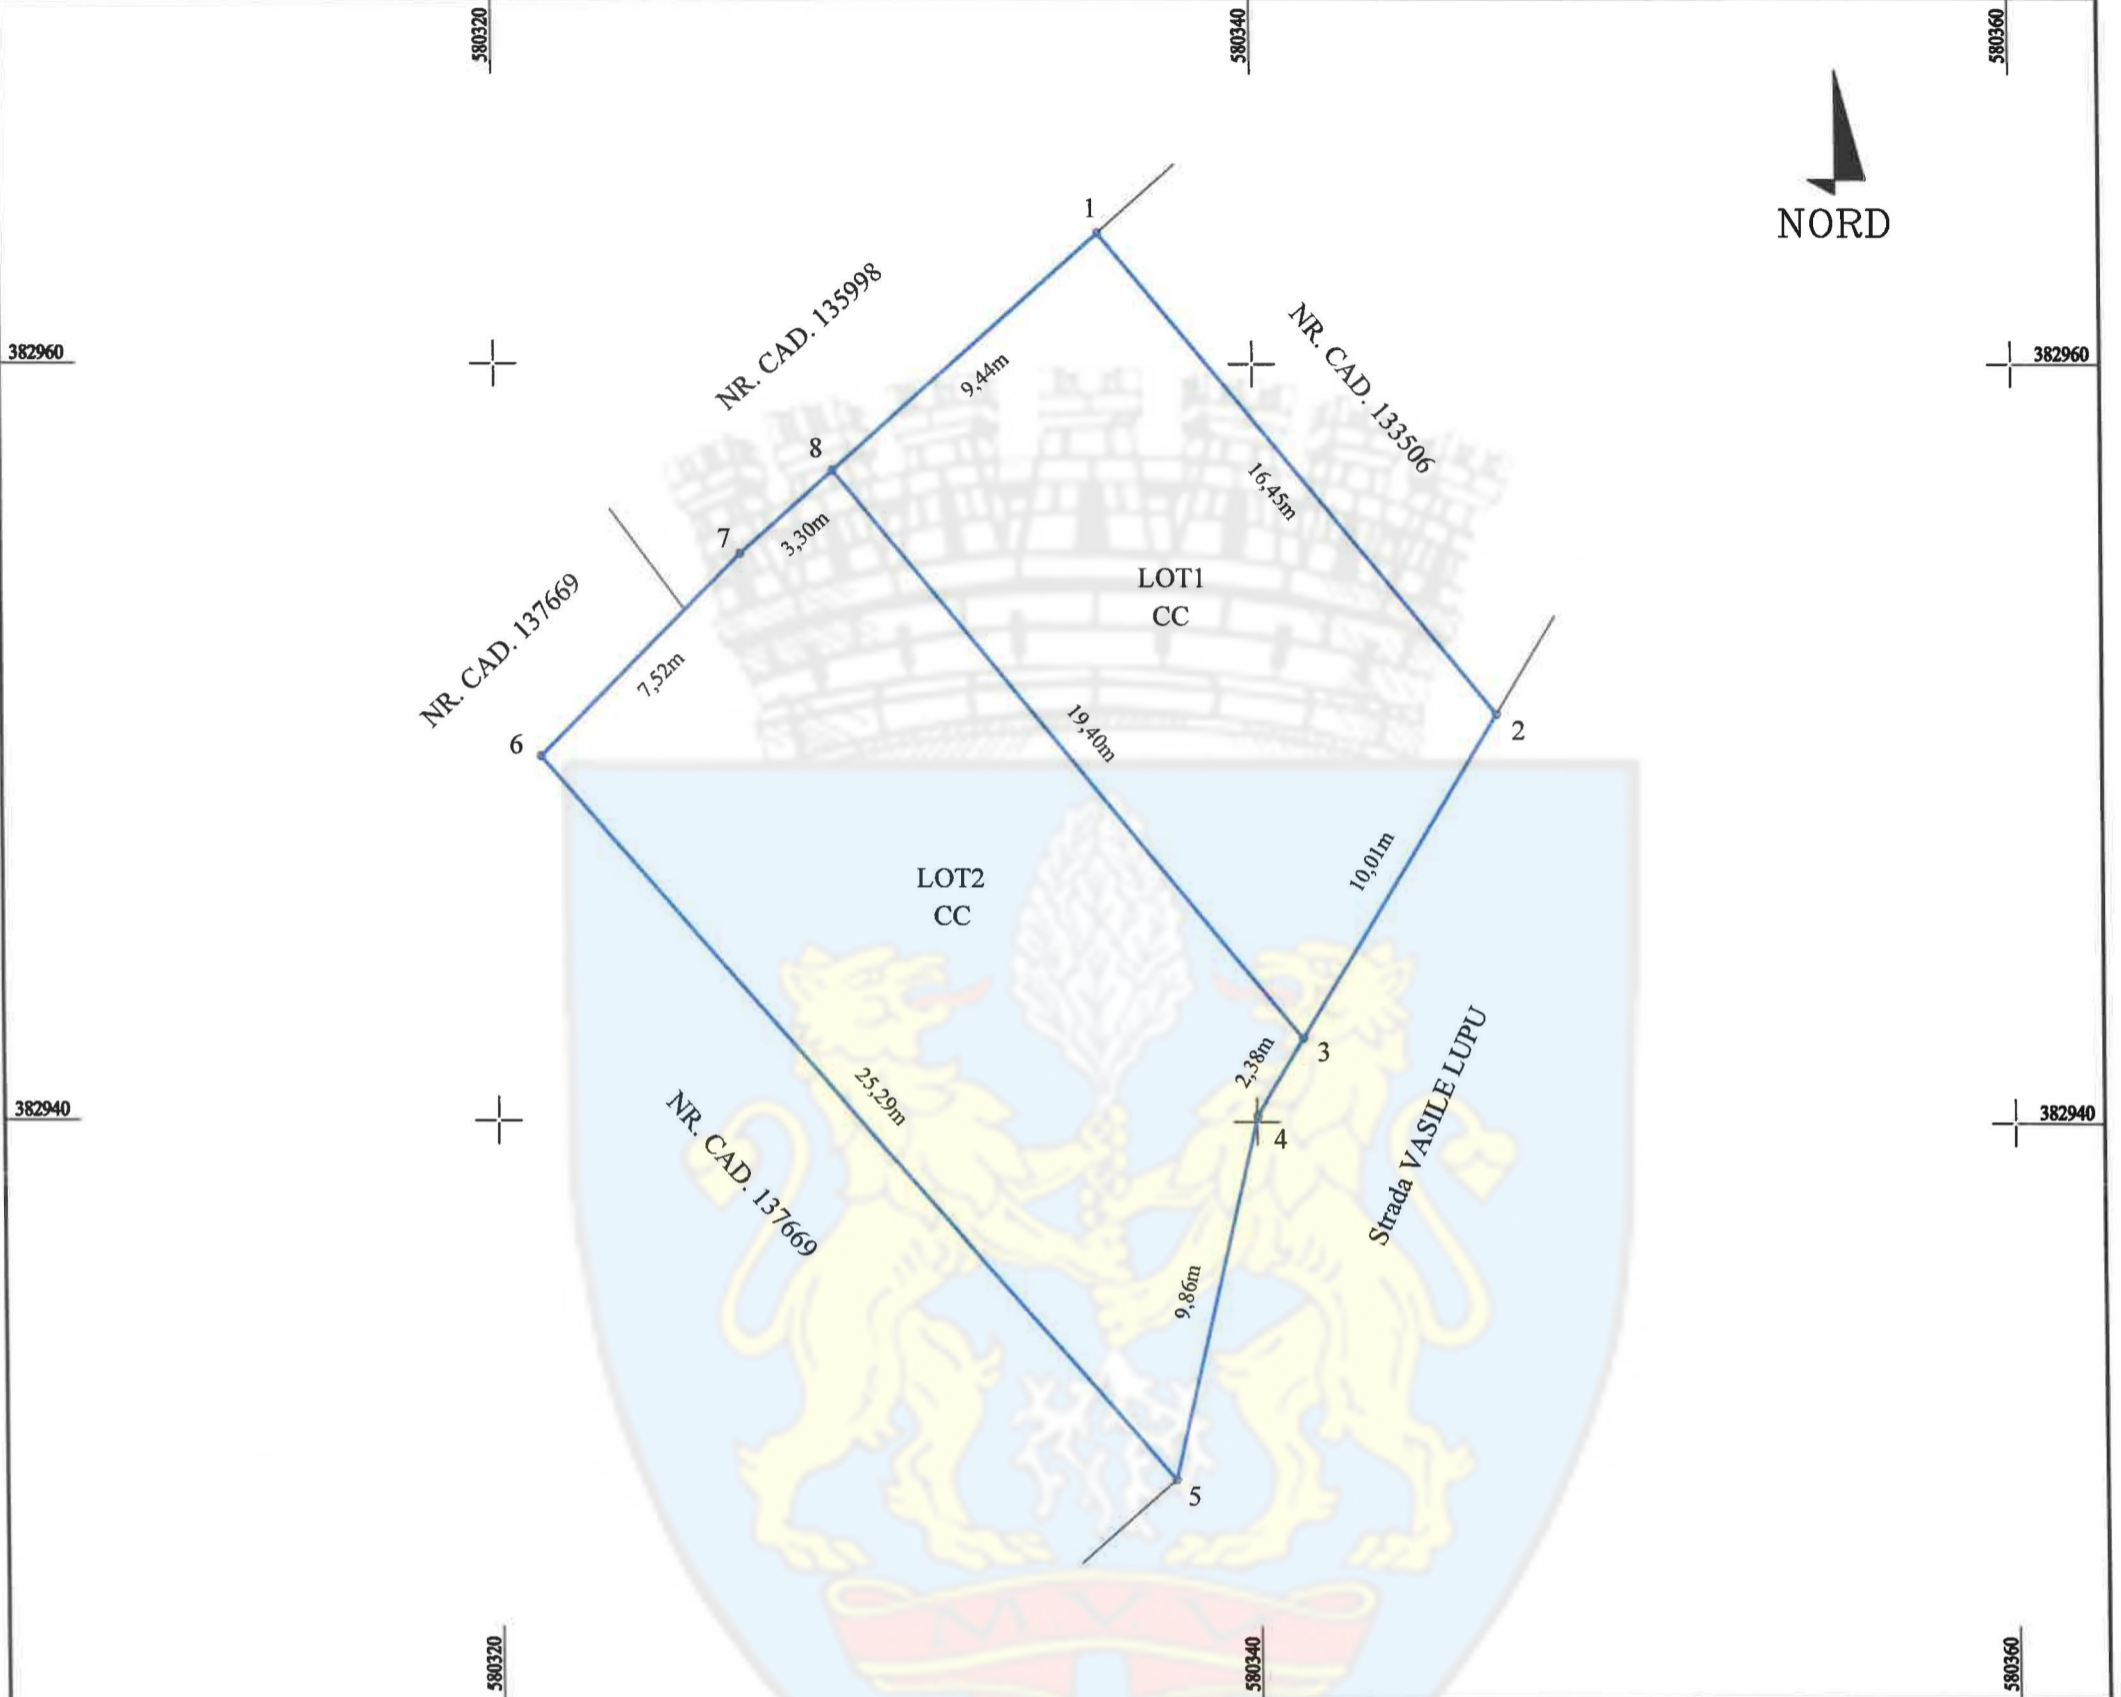 580320
580340
580360
NORD
1
NR. CAD. 135998
NR. CAD. 133506
382960
382960
9,44m
8
16,45m
7
3,30m
LOT1
CC
NR. CAD. 137669
7,52m
2
6
19,40m
10,01m
LOT2
CC
3
2,38m
25,29m
382940
382940
4
NR. CAD. 137669
Strada VASILE LUPU
9,86m
5
580320
580340
580360